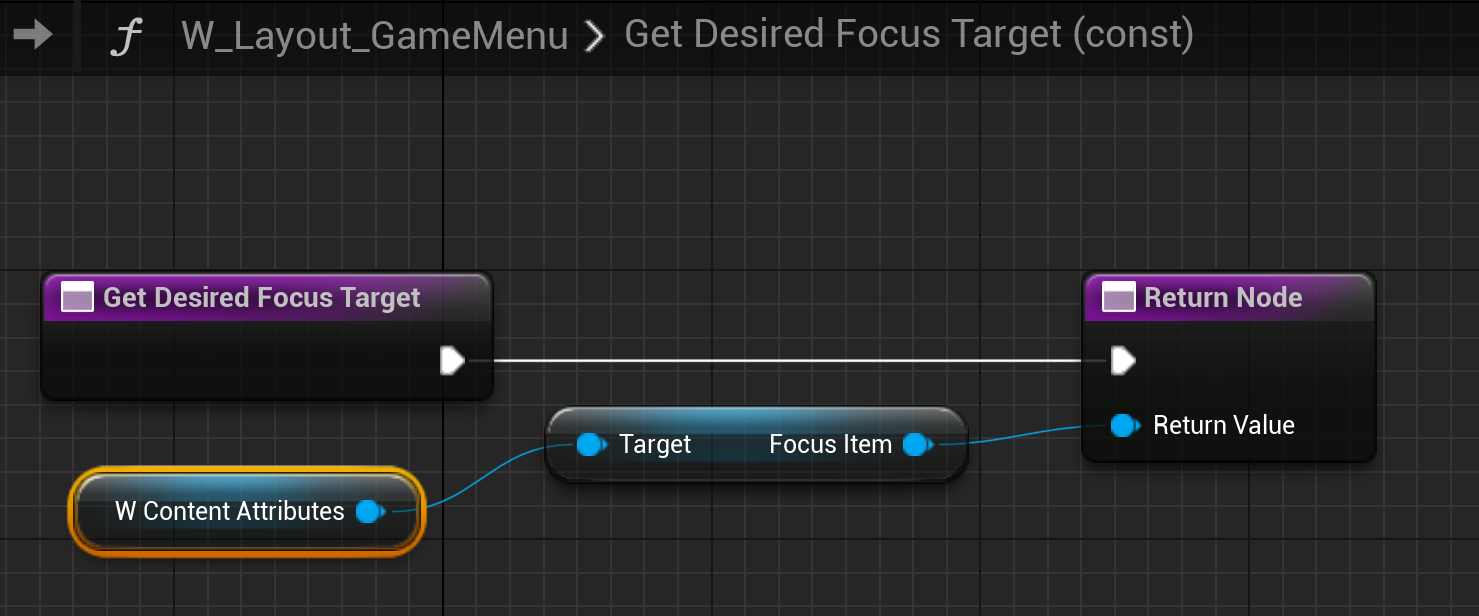 f W_Layout_GameMenu > Get Desired Focus Target (const)
Get Desired Focus Target
Return Node
Target Focus Item
Return Value
W Content Attributes